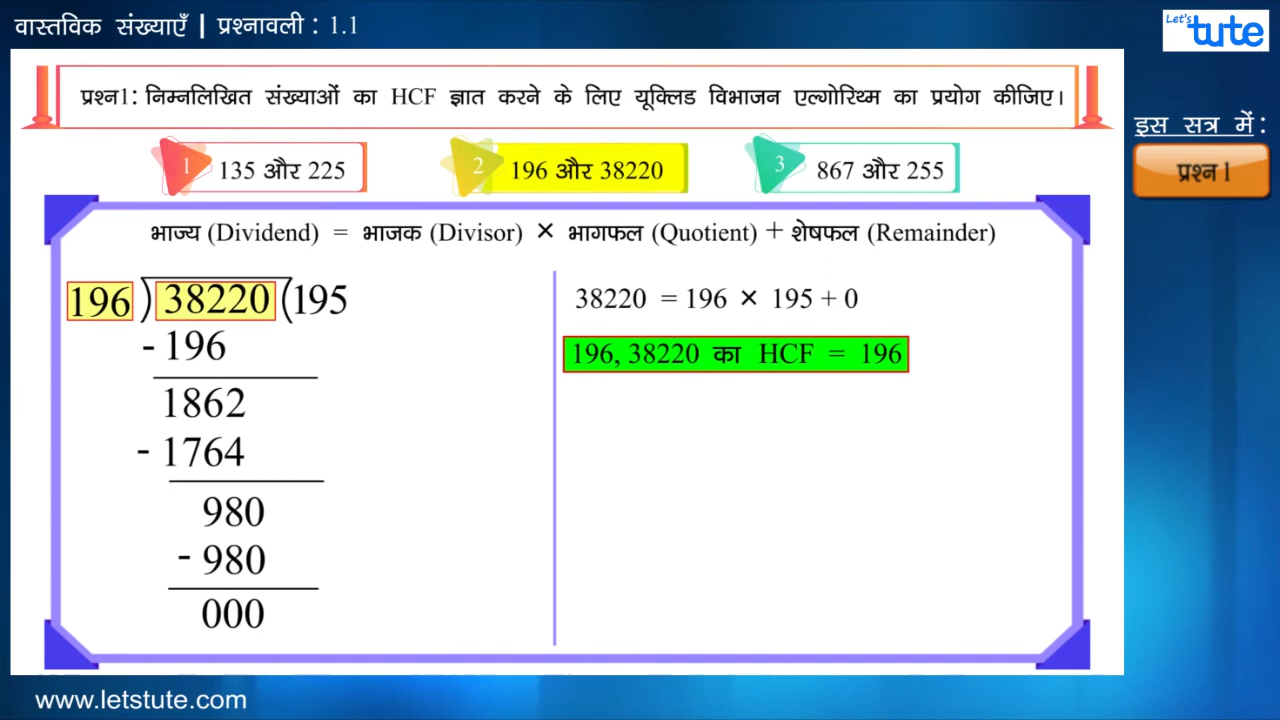 वास्तविक संख्याएँ | प्रश्नावली : 1.1
Let's tute
प्रश्न1: निम्नलिखित संख्याओं का HCF ज्ञात करने के लिए यूक्लिड विभाजन एल्गोरिथ्म का प्रयोग कीजिए।
इस सत्र में :
प्रश्न 1
1 135 और 225
2 196 और 38220
3 867 और 255
भाज्य (Dividend) = भाजक (Divisor) × भागफल (Quotient) + शेषफल (Remainder)
196 ) 38220 ( 195
- 196
1862
- 1764
980
- 980
000
38220 = 196 × 195 + 0
196, 38220 का HCF = 196
www.letstute.com